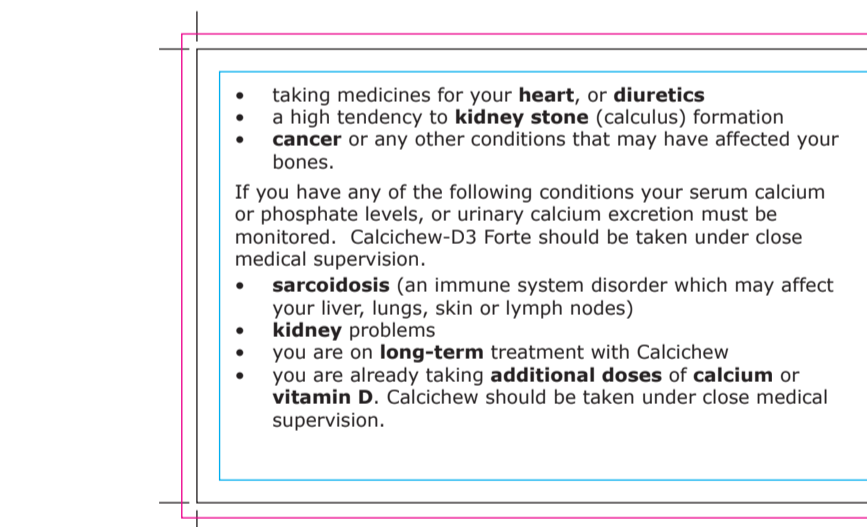 • taking medicines for your heart, or diuretics
• a high tendency to kidney stone (calculus) formation
• cancer or any other conditions that may have affected your
bones.
If you have any of the following conditions your serum calcium
or phosphate levels, or urinary calcium excretion must be
monitored.  Calcichew-D3 Forte should be taken under close
medical supervision.
• sarcoidosis (an immune system disorder which may affect
your liver, lungs, skin or lymph nodes)
• kidney problems
• you are on long-term treatment with Calcichew
• you are already taking additional doses of calcium or
vitamin D. Calcichew should be taken under close medical
supervision.